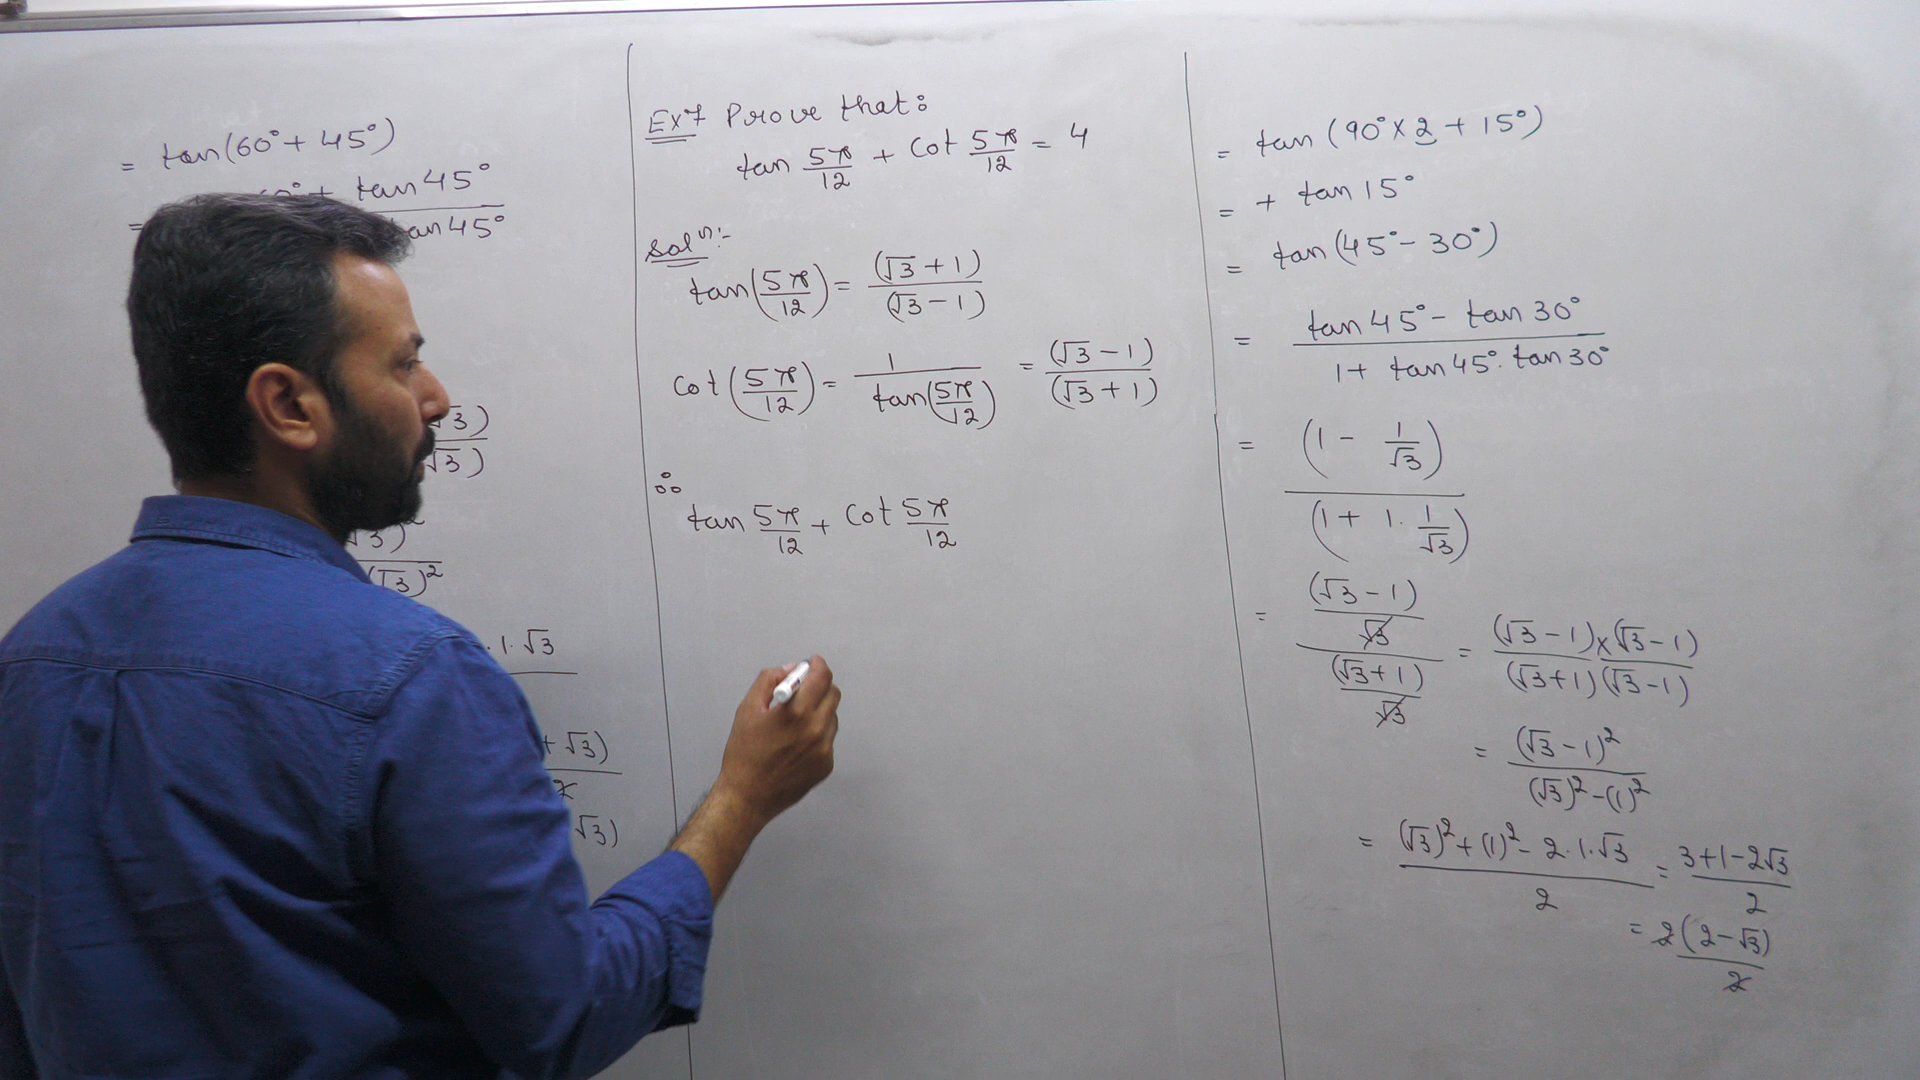 = tan(60° + 45°)
= 60° + tan 45°
tan 45°
√3)
√3)
√3)²
(√3)²
. 1. √3
+ √3)
2
√3)
Ex 7 Prove that:
tan 5π/12 + cot 5π/12 = 4
Solⁿ:-
tan(5π/12) = (√3 + 1)/(√3 - 1)
cot(5π/12) = 1/tan(5π/12) = (√3 - 1)/(√3 + 1)
∴
tan 5π/12 + cot 5π/12
= tan (90° × 2 + 15°)
= + tan 15°
= tan (45° - 30°)
= tan 45° - tan 30°
1 + tan 45° . tan 30°
= (1 - 1/√3)
(1 + 1. 1/√3)
= (√3 - 1)/√3
(√3 + 1)/√3
= (√3 - 1) × (√3 - 1)
(√3 + 1) (√3 - 1)
= (√3 - 1)²
(√3)² - (1)²
= (√3)² + (1)² - 2 . 1 . √3 = 3 + 1 - 2√3
2 2
= 2(2 - √3)
2